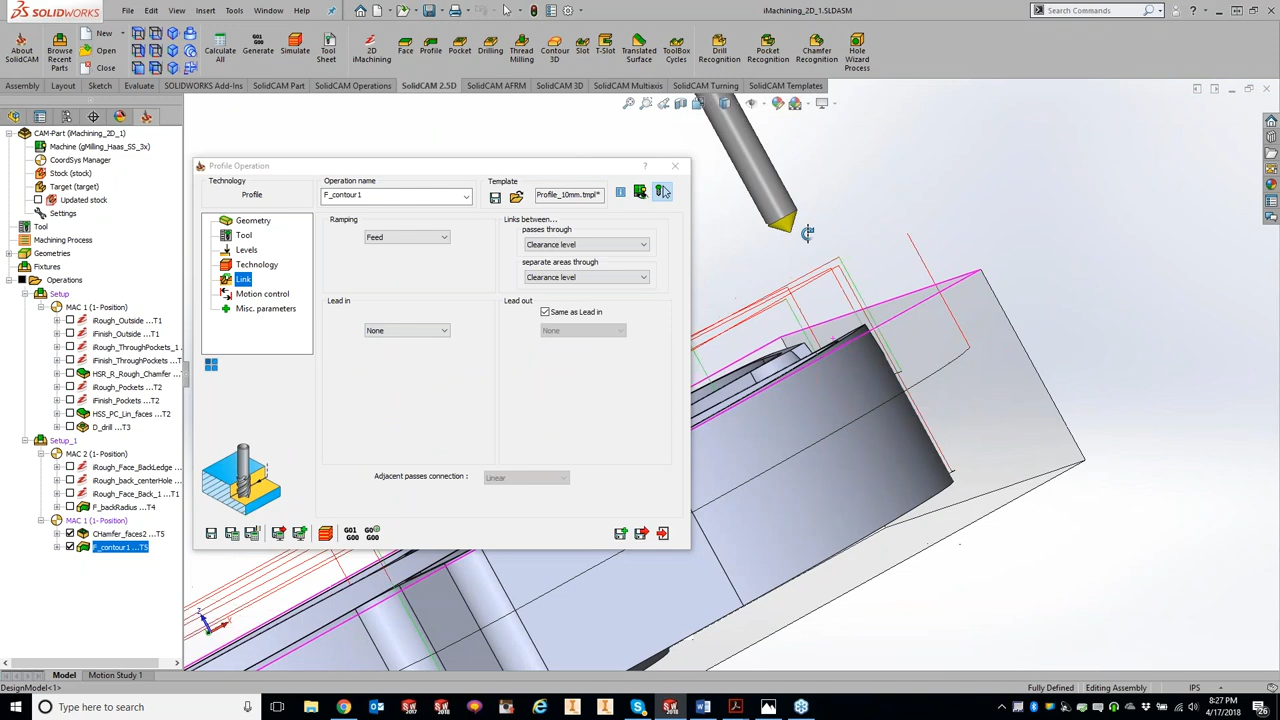 SOLIDWORKS
File Edit View Insert Tools Window Help
iMachining_2D_1.SLDASM
Search Commands
About SolidCAM
Browse Recent Parts
New
Open
Close
Calculate All
G01 G00
Generate
Simulate
Tool Sheet
2D iMachining
Face
Profile
Pocket
Drilling
Thread Milling
Contour 3D
Slot
T-Slot
Translated Surface
ToolBox Cycles
Drill Recognition
Pocket Recognition
Chamfer Recognition
Hole Wizard Process
Assembly Layout Sketch Evaluate SOLIDWORKS Add-Ins SolidCAM Part SolidCAM Operations SolidCAM 2.5D SolidCAM AFRM SolidCAM 3D SolidCAM Multiaxis SolidCAM Turning SolidCAM Templates
CAM-Part (iMachining_2D_1)
Machine (gMilling_Haas_SS_3x)
CoordSys Manager
Stock (stock)
Target (target)
Updated stock
Settings
Tool
Machining Process
Geometries
Fixtures
Operations
Setup
MAC 1 (1- Position)
iRough_Outside ...T1
iFinish_Outside ...T1
iRough_ThroughPockets_1
iFinish_ThroughPockets ...
HSR_R_Rough_Chamfer
iRough_Pockets ...T2
iFinish_Pockets ...T2
HSS_PC_Lin_faces ...T2
D_drill ...T3
Setup_1
MAC 2 (1- Position)
iRough_Face_BackLedge
iRough_back_centerHole
iRough_Face_Back_1 ...T1
F_backRadius ...T4
MAC 1 (1- Position)
CHamfer_faces2 ...T5
F_contour1 ...T5
Profile Operation
?
Technology
Profile
Operation name
F_contour1
Template
Profile_10mm.tmpl*
Geometry
Tool
Levels
Technology
Link
Motion control
Misc. parameters
Ramping
Feed
Links between...
passes through
Clearance level
separate areas through
Clearance level
Lead in
None
Lead out
Same as Lead in
None
Adjacent passes connection :
Linear
G01 G00
G0
Z
X
Model Motion Study 1
DesignModel<1>
Fully Defined
Editing Assembly
IPS
Type here to search
8:27 PM
4/17/2018
26